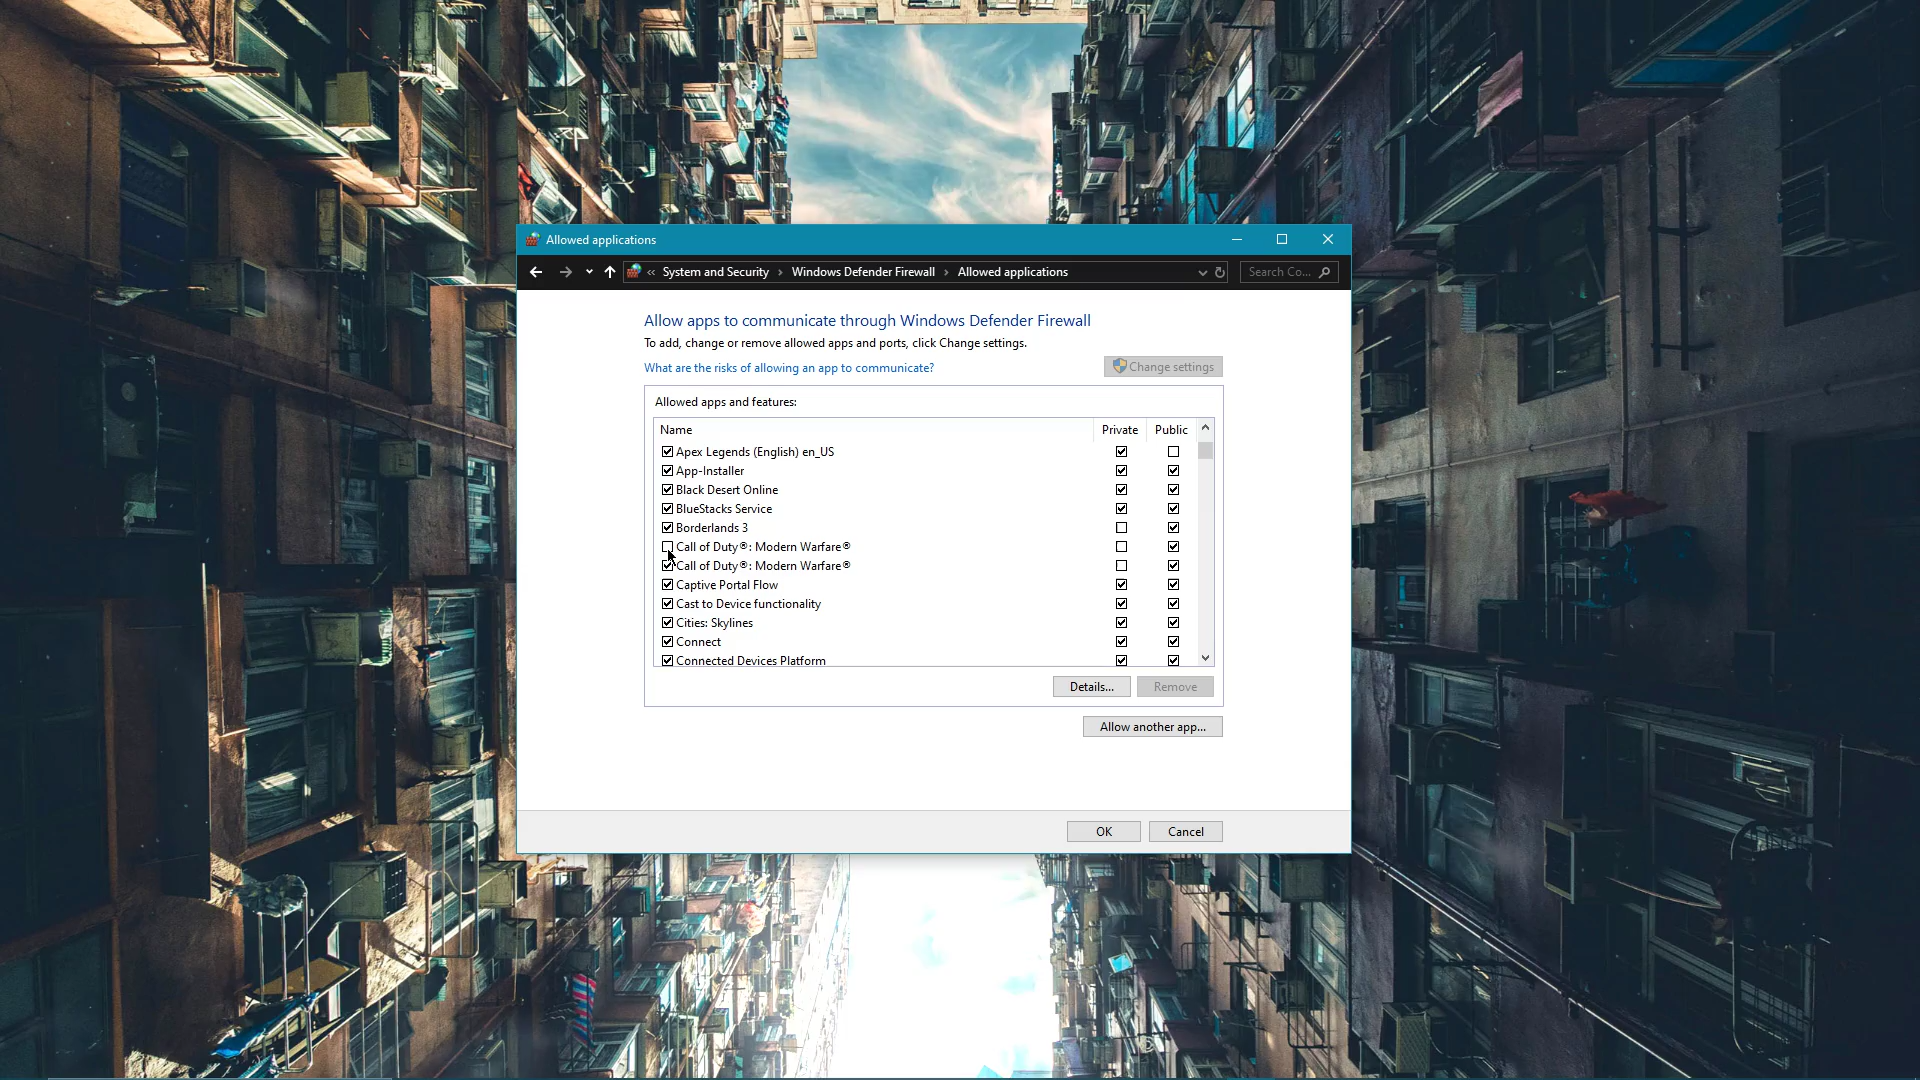 Allowed applications
« System and Security › Windows Defender Firewall › Allowed applications
Search Co...
Allow apps to communicate through Windows Defender Firewall
To add, change or remove allowed apps and ports, click Change settings.
What are the risks of allowing an app to communicate?
Change settings
Allowed apps and features:
Name Private Public
Apex Legends (English) en_US
App-Installer
Black Desert Online
BlueStacks Service
Borderlands 3
Call of Duty®: Modern Warfare®
Call of Duty®: Modern Warfare®
Captive Portal Flow
Cast to Device functionality
Cities: Skylines
Connect
Connected Devices Platform
Details... Remove
Allow another app...
OK Cancel